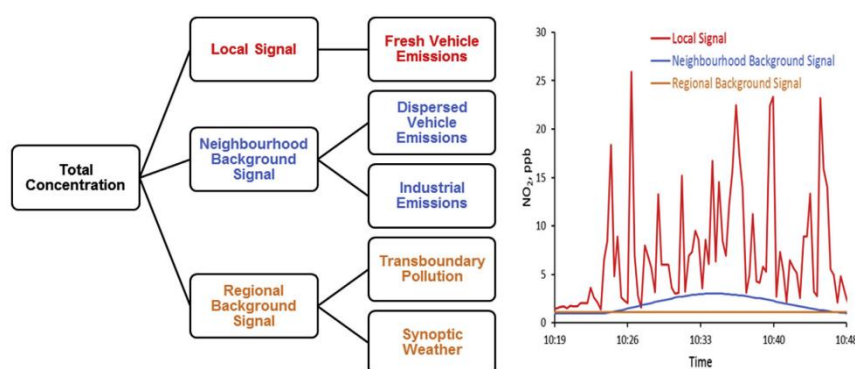 Total
Concentration
Local Signal
Fresh Vehicle
Emissions
Neighbourhood
Background
Signal
Dispersed
Vehicle
Emissions
Industrial
Emissions
Regional
Background
Signal
Transboundary
Pollution
Synoptic
Weather
30
25
20
15
10
5
0
NO₂, ppb
Local Signal
Neighbourhood Background Signal
Regional Background Signal
10:19
10:26
10:33
10:40
10:48
Time